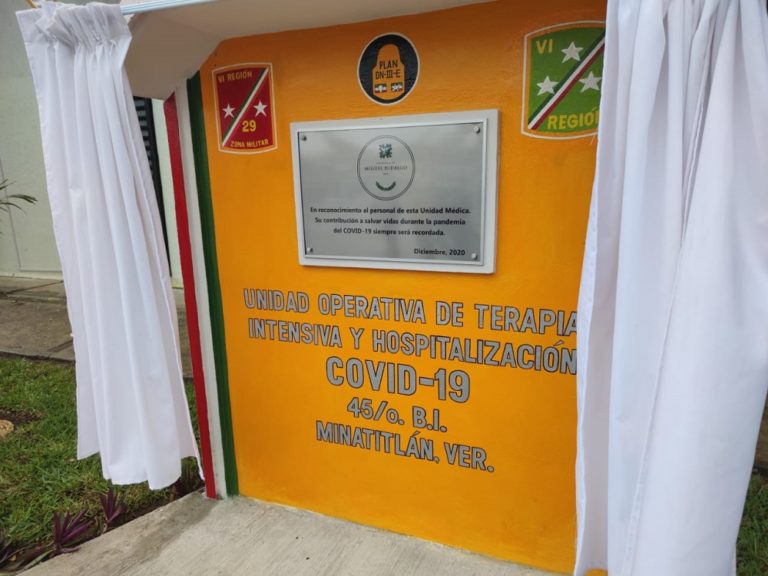 VI REGIÓN
29
ZONA MILITAR
PLAN
DN-III-E
VI
REGIÓN
MIGUEL HIDALGO
En reconocimiento al personal de esta Unidad Médica.
Su contribución a salvar vidas durante la pandemia
del COVID-19 siempre será recordada.
Diciembre, 2020
UNIDAD OPERATIVA DE TERAPIA
INTENSIVA Y HOSPITALIZACIÓN
COVID-19
45/o. B.I.
MINATITLÁN, VER.